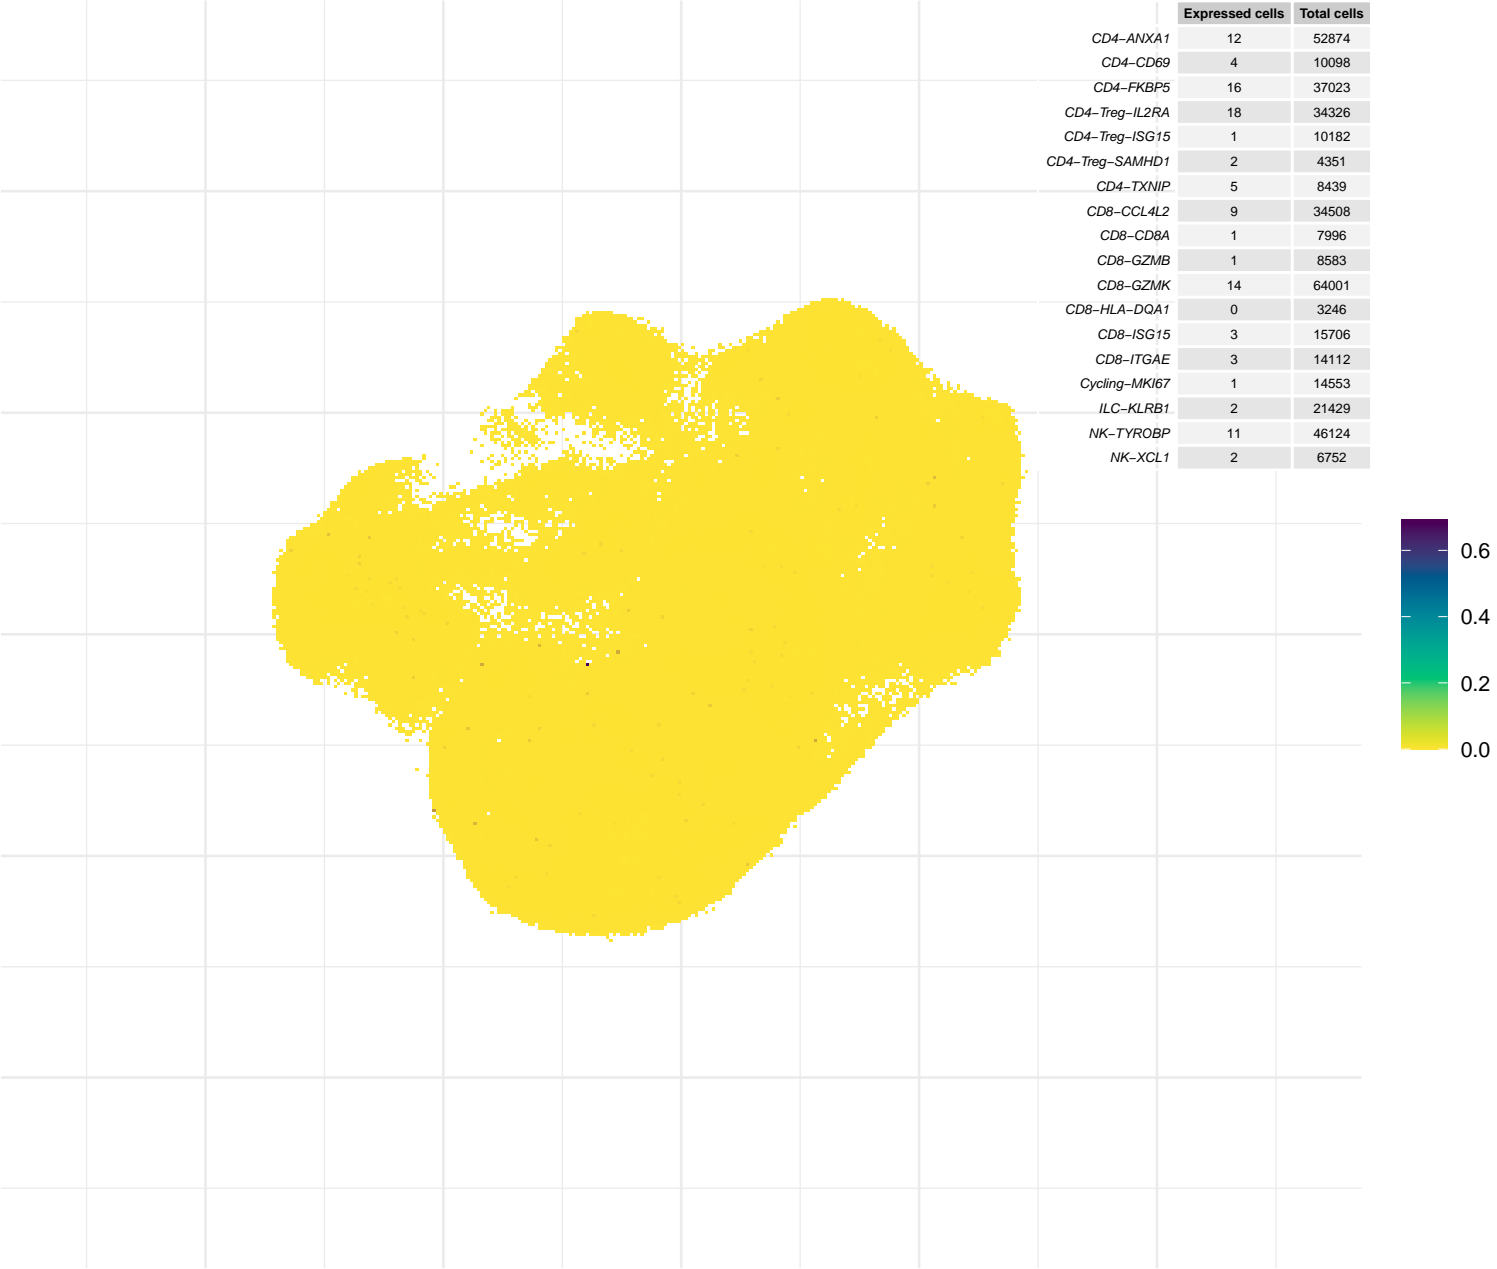 Expressed cells Total cells
CD4−ANXA1 12 52874
CD4−CD69 4 10098
CD4−FKBP5 16 37023
CD4−Treg−IL2RA 18 34326
CD4−Treg−ISG15 1 10182
CD4−Treg−SAMHD1 2 4351
CD4−TXNIP 5 8439
CD8−CCL4L2 9 34508
CD8−CD8A 1 7996
CD8−GZMB 1 8583
CD8−GZMK 14 64001
CD8−HLA−DQA1 0 3246
CD8−ISG15 3 15706
CD8−ITGAE 3 14112
Cycling−MKI67 1 14553
ILC−KLRB1 2 21429
NK−TYROBP 11 46124
NK−XCL1 2 6752
0.6
0.4
0.2
0.0